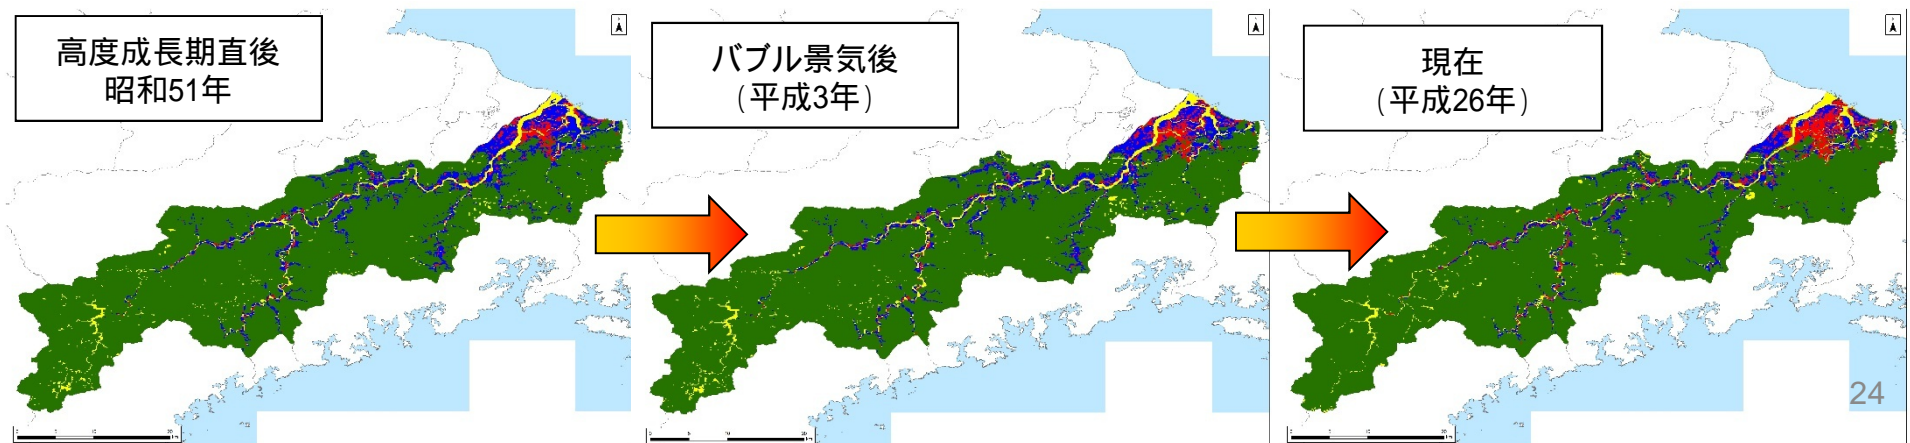 高度成長期直後
昭和51年
バブル景気後
(平成3年)
現在
(平成26年)
24